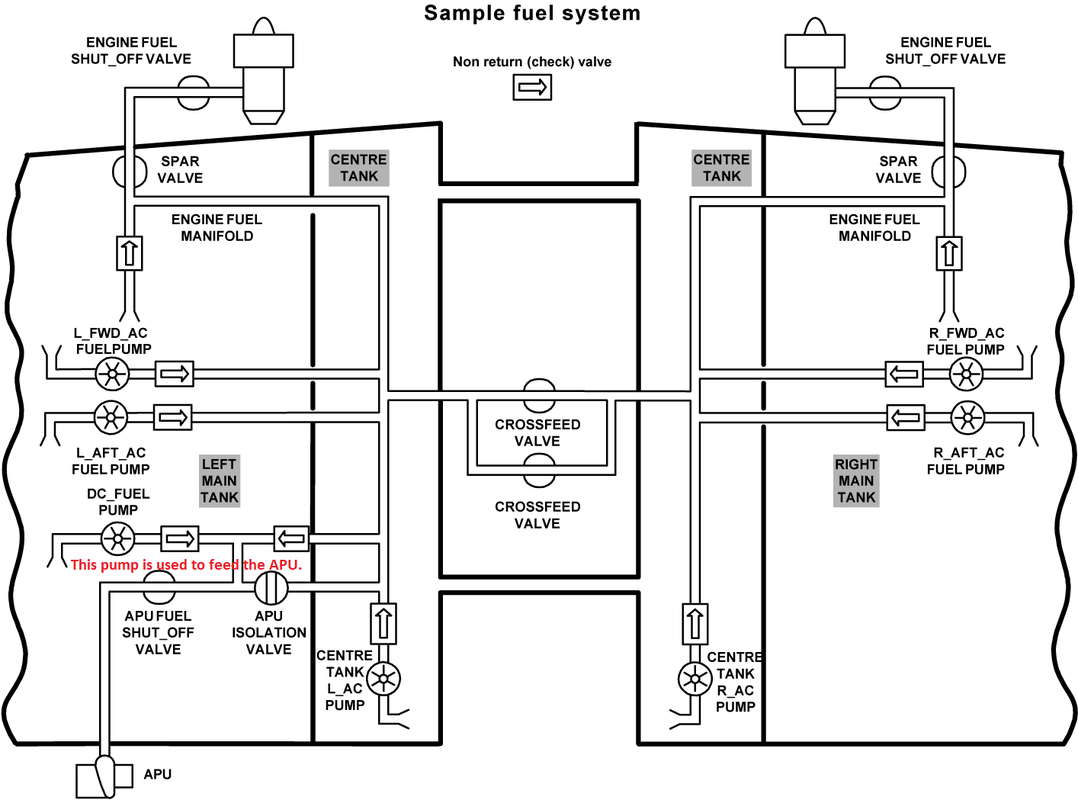 Sample fuel system
ENGINE FUEL
SHUT_OFF VALVE
Non return (check) valve
ENGINE FUEL
SHUT_OFF VALVE
SPAR
VALVE
CENTRE
TANK
CENTRE
TANK
SPAR
VALVE
ENGINE FUEL
MANIFOLD
ENGINE FUEL
MANIFOLD
L_FWD_AC
FUELPUMP
R_FWD_AC
FUEL PUMP
CROSSFEED
VALVE
L_AFT_AC
FUEL PUMP
LEFT
MAIN
TANK
RIGHT
MAIN
TANK
R_AFT_AC
FUEL PUMP
DC_FUEL
PUMP
CROSSFEED
VALVE
This pump is used to feed the APU.
APU FUEL
SHUT_OFF
VALVE
APU
ISOLATION
VALVE
CENTRE
TANK
L_AC
PUMP
CENTRE
TANK
R_AC
PUMP
APU